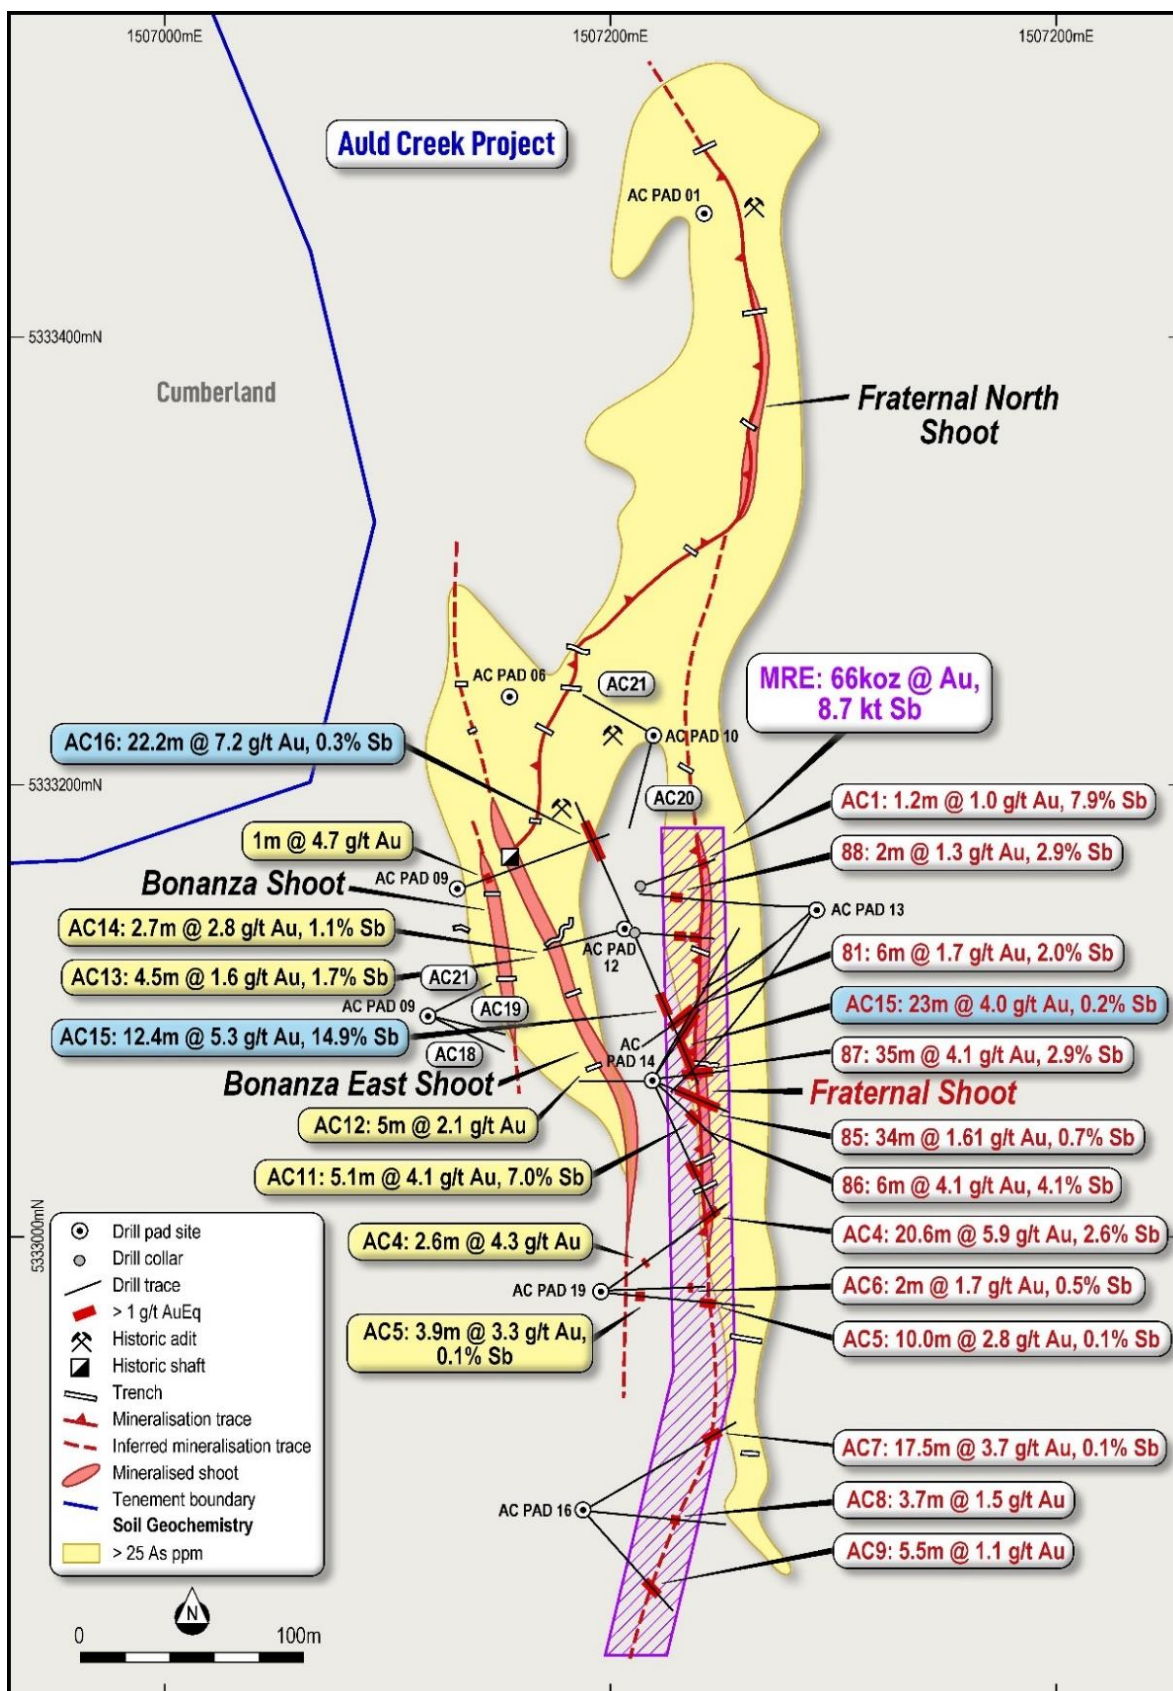 1507000mE
1507200mE
1507200mE
Auld Creek Project
AC PAD 01
5333400mN
Cumberland
Fraternal North
Shoot
MRE: 66koz @ Au,
8.7 kt Sb
AC PAD 06
AC21
AC PAD 10
AC16: 22.2m @ 7.2 g/t Au, 0.3% Sb
5333200mN
AC20
AC1: 1.2m @ 1.0 g/t Au, 7.9% Sb
1m @ 4.7 g/t Au
88: 2m @ 1.3 g/t Au, 2.9% Sb
Bonanza Shoot
AC PAD 09
AC PAD 13
AC14: 2.7m @ 2.8 g/t Au, 1.1% Sb
AC PAD
12
81: 6m @ 1.7 g/t Au, 2.0% Sb
AC13: 4.5m @ 1.6 g/t Au, 1.7% Sb
AC21
AC PAD 09
AC19
AC15: 23m @ 4.0 g/t Au, 0.2% Sb
AC15: 12.4m @ 5.3 g/t Au, 14.9% Sb
AC18
AC
PAD 14
87: 35m @ 4.1 g/t Au, 2.9% Sb
Bonanza East Shoot
Fraternal Shoot
AC12: 5m @ 2.1 g/t Au
85: 34m @ 1.61 g/t Au, 0.7% Sb
AC11: 5.1m @ 4.1 g/t Au, 7.0% Sb
86: 6m @ 4.1 g/t Au, 4.1% Sb
5333000mN
AC4: 2.6m @ 4.3 g/t Au
AC4: 20.6m @ 5.9 g/t Au, 2.6% Sb
AC PAD 19
AC6: 2m @ 1.7 g/t Au, 0.5% Sb
AC5: 3.9m @ 3.3 g/t Au,
0.1% Sb
AC5: 10.0m @ 2.8 g/t Au, 0.1% Sb
AC7: 17.5m @ 3.7 g/t Au, 0.1% Sb
AC PAD 16
AC8: 3.7m @ 1.5 g/t Au
AC9: 5.5m @ 1.1 g/t Au
Drill pad site
Drill collar
Drill trace
> 1 g/t AuEq
Historic adit
Historic shaft
Trench
Mineralisation trace
Inferred mineralisation trace
Mineralised shoot
Tenement boundary
Soil Geochemistry
> 25 As ppm
N
0
100m